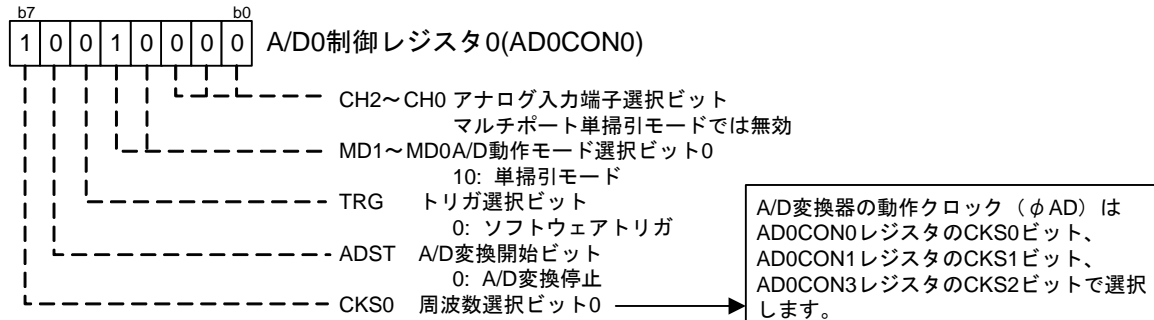 b7 b0
1 0 0 1 0 0 0 0 A/D0制御レジスタ0(AD0CON0)
CH2～CH0 アナログ入力端子選択ビット
マルチポート単掃引モードでは無効
MD1～MD0A/D動作モード選択ビット0
10: 単掃引モード
TRG トリガ選択ビット
0: ソフトウェアトリガ
ADST A/D変換開始ビット
0: A/D変換停止
CKS0 周波数選択ビット0
A/D変換器の動作クロック（φAD）は
AD0CON0レジスタのCKS0ビット、
AD0CON1レジスタのCKS1ビット、
AD0CON3レジスタのCKS2ビットで選択
します。